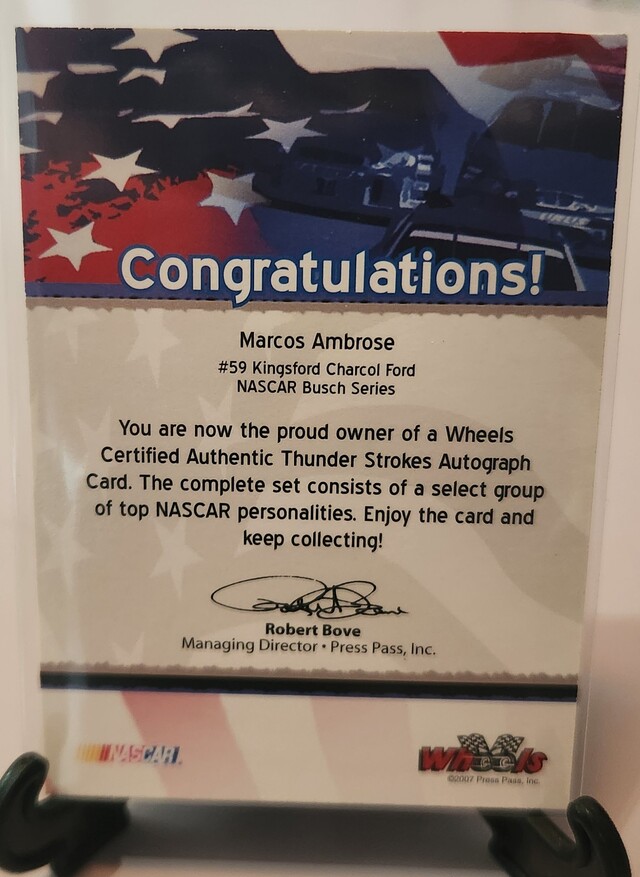 Congratulations!
Marcos Ambrose
#59 Kingsford Charcol Ford
NASCAR Busch Series
You are now the proud owner of a Wheels
Certified Authentic Thunder Strokes Autograph
Card. The complete set consists of a select group
of top NASCAR personalities. Enjoy the card and
keep collecting!
Robert Bove
Managing Director • Press Pass, Inc.
NASCAR
Wheels
©2007 Press Pass, Inc.